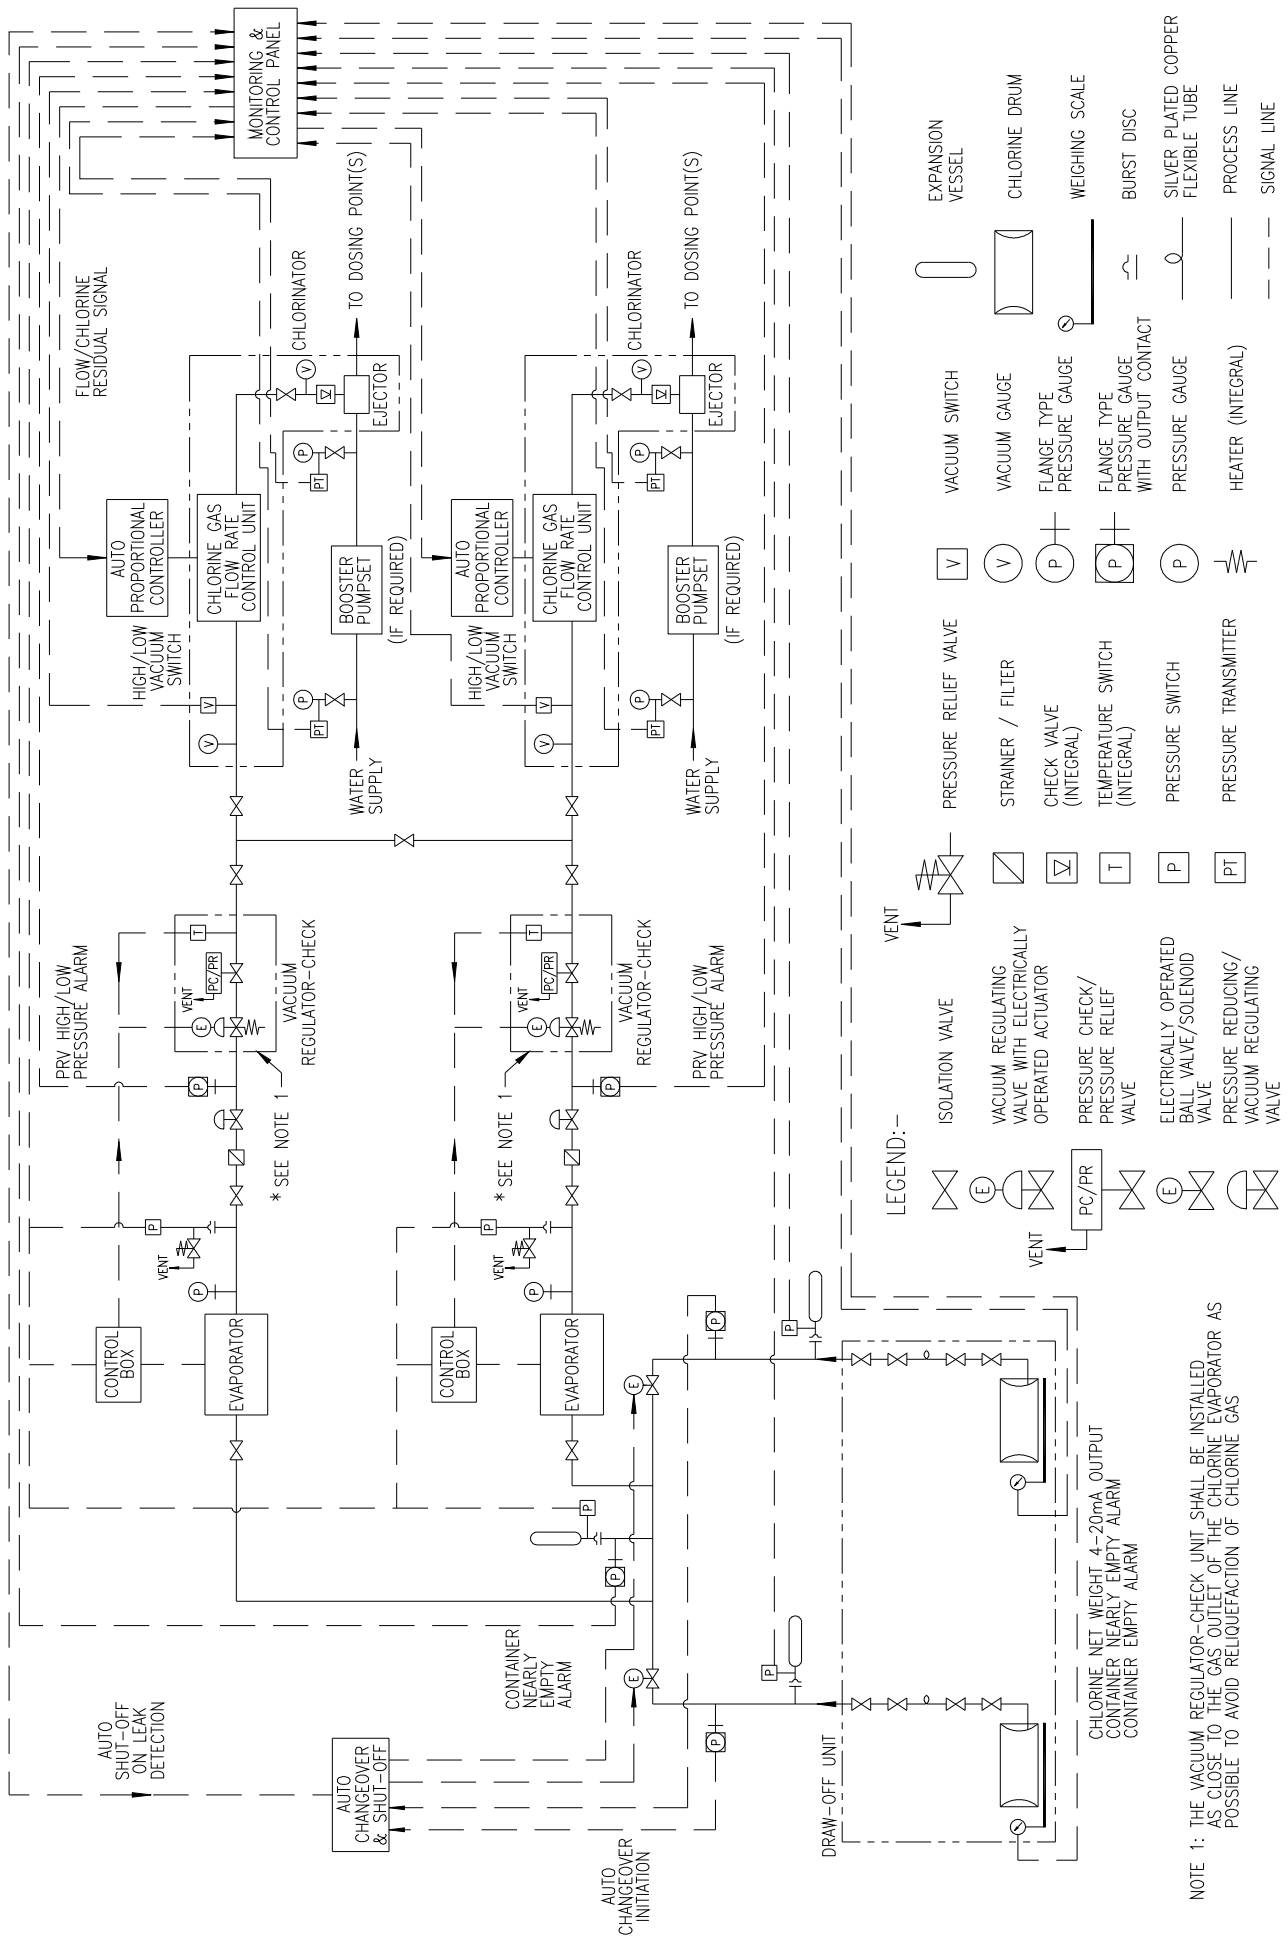 AUTO
SHUT-OFF
ON LEAK
DETECTION
AUTO
CHANGEOVER
& SHUT-OFF
AUTO
CHANGEOVER
INITIATION
CONTAINER
NEARLY
EMPTY
ALARM
CONTROL
BOX
EVAPORATOR
P
VENT
P
PRV HIGH/LOW
PRESSURE ALARM
P
* SEE NOTE 1
VENT
E
PC/PR
T
VACUUM
REGULATOR-CHECK
HIGH/LOW
VACUUM
SWITCH
V
V
AUTO
PROPORTIONAL
CONTROLLER
CHLORINE GAS
FLOW RATE
CONTROL UNIT
FLOW/CHLORINE
RESIDUAL SIGNAL
MONITORING &
CONTROL PANEL
WATER
SUPPLY
P
PT
BOOSTER
PUMPSET
(IF REQUIRED)
P
PT
V
EJECTOR
CHLORINATOR
TO DOSING POINT(S)
CONTROL
BOX
EVAPORATOR
P
VENT
P
* SEE NOTE 1
P
PRV HIGH/LOW
PRESSURE ALARM
VENT
E
PC/PR
T
VACUUM
REGULATOR-CHECK
HIGH/LOW
VACUUM
SWITCH
V
V
AUTO
PROPORTIONAL
CONTROLLER
CHLORINE GAS
FLOW RATE
CONTROL UNIT
WATER
SUPPLY
P
PT
BOOSTER
PUMPSET
(IF REQUIRED)
P
PT
V
EJECTOR
CHLORINATOR
TO DOSING POINT(S)
P
P
E
E
P
P
P
P
DRAW-OFF UNIT
CHLORINE NET WEIGHT 4-20mA OUTPUT
CONTAINER NEARLY EMPTY ALARM
CONTAINER EMPTY ALARM
NOTE 1: THE VACUUM REGULATOR-CHECK UNIT SHALL BE INSTALLED
AS CLOSE TO THE GAS OUTLET OF THE CHLORINE EVAPORATOR AS
POSSIBLE TO AVOID RELIQUEFACTION OF CHLORINE GAS
LEGEND:-
ISOLATION VALVE
E
VACUUM REGULATING
VALVE WITH ELECTRICALLY
OPERATED ACTUATOR
VENT
PC/PR
PRESSURE CHECK/
PRESSURE RELIEF
VALVE
E
ELECTRICALLY OPERATED
BALL VALVE/SOLENOID
VALVE
PRESSURE REDUCING/
VACUUM REGULATING
VALVE
VENT
PRESSURE RELIEF VALVE
STRAINER / FILTER
CHECK VALVE
(INTEGRAL)
T
TEMPERATURE SWITCH
(INTEGRAL)
P
PRESSURE SWITCH
PT
PRESSURE TRANSMITTER
V
VACUUM SWITCH
V
VACUUM GAUGE
P
FLANGE TYPE
PRESSURE GAUGE
P
FLANGE TYPE
PRESSURE GAUGE
WITH OUTPUT CONTACT
P
PRESSURE GAUGE
HEATER (INTEGRAL)
EXPANSION
VESSEL
CHLORINE DRUM
WEIGHING SCALE
BURST DISC
SILVER PLATED COPPER
FLEXIBLE TUBE
PROCESS LINE
SIGNAL LINE